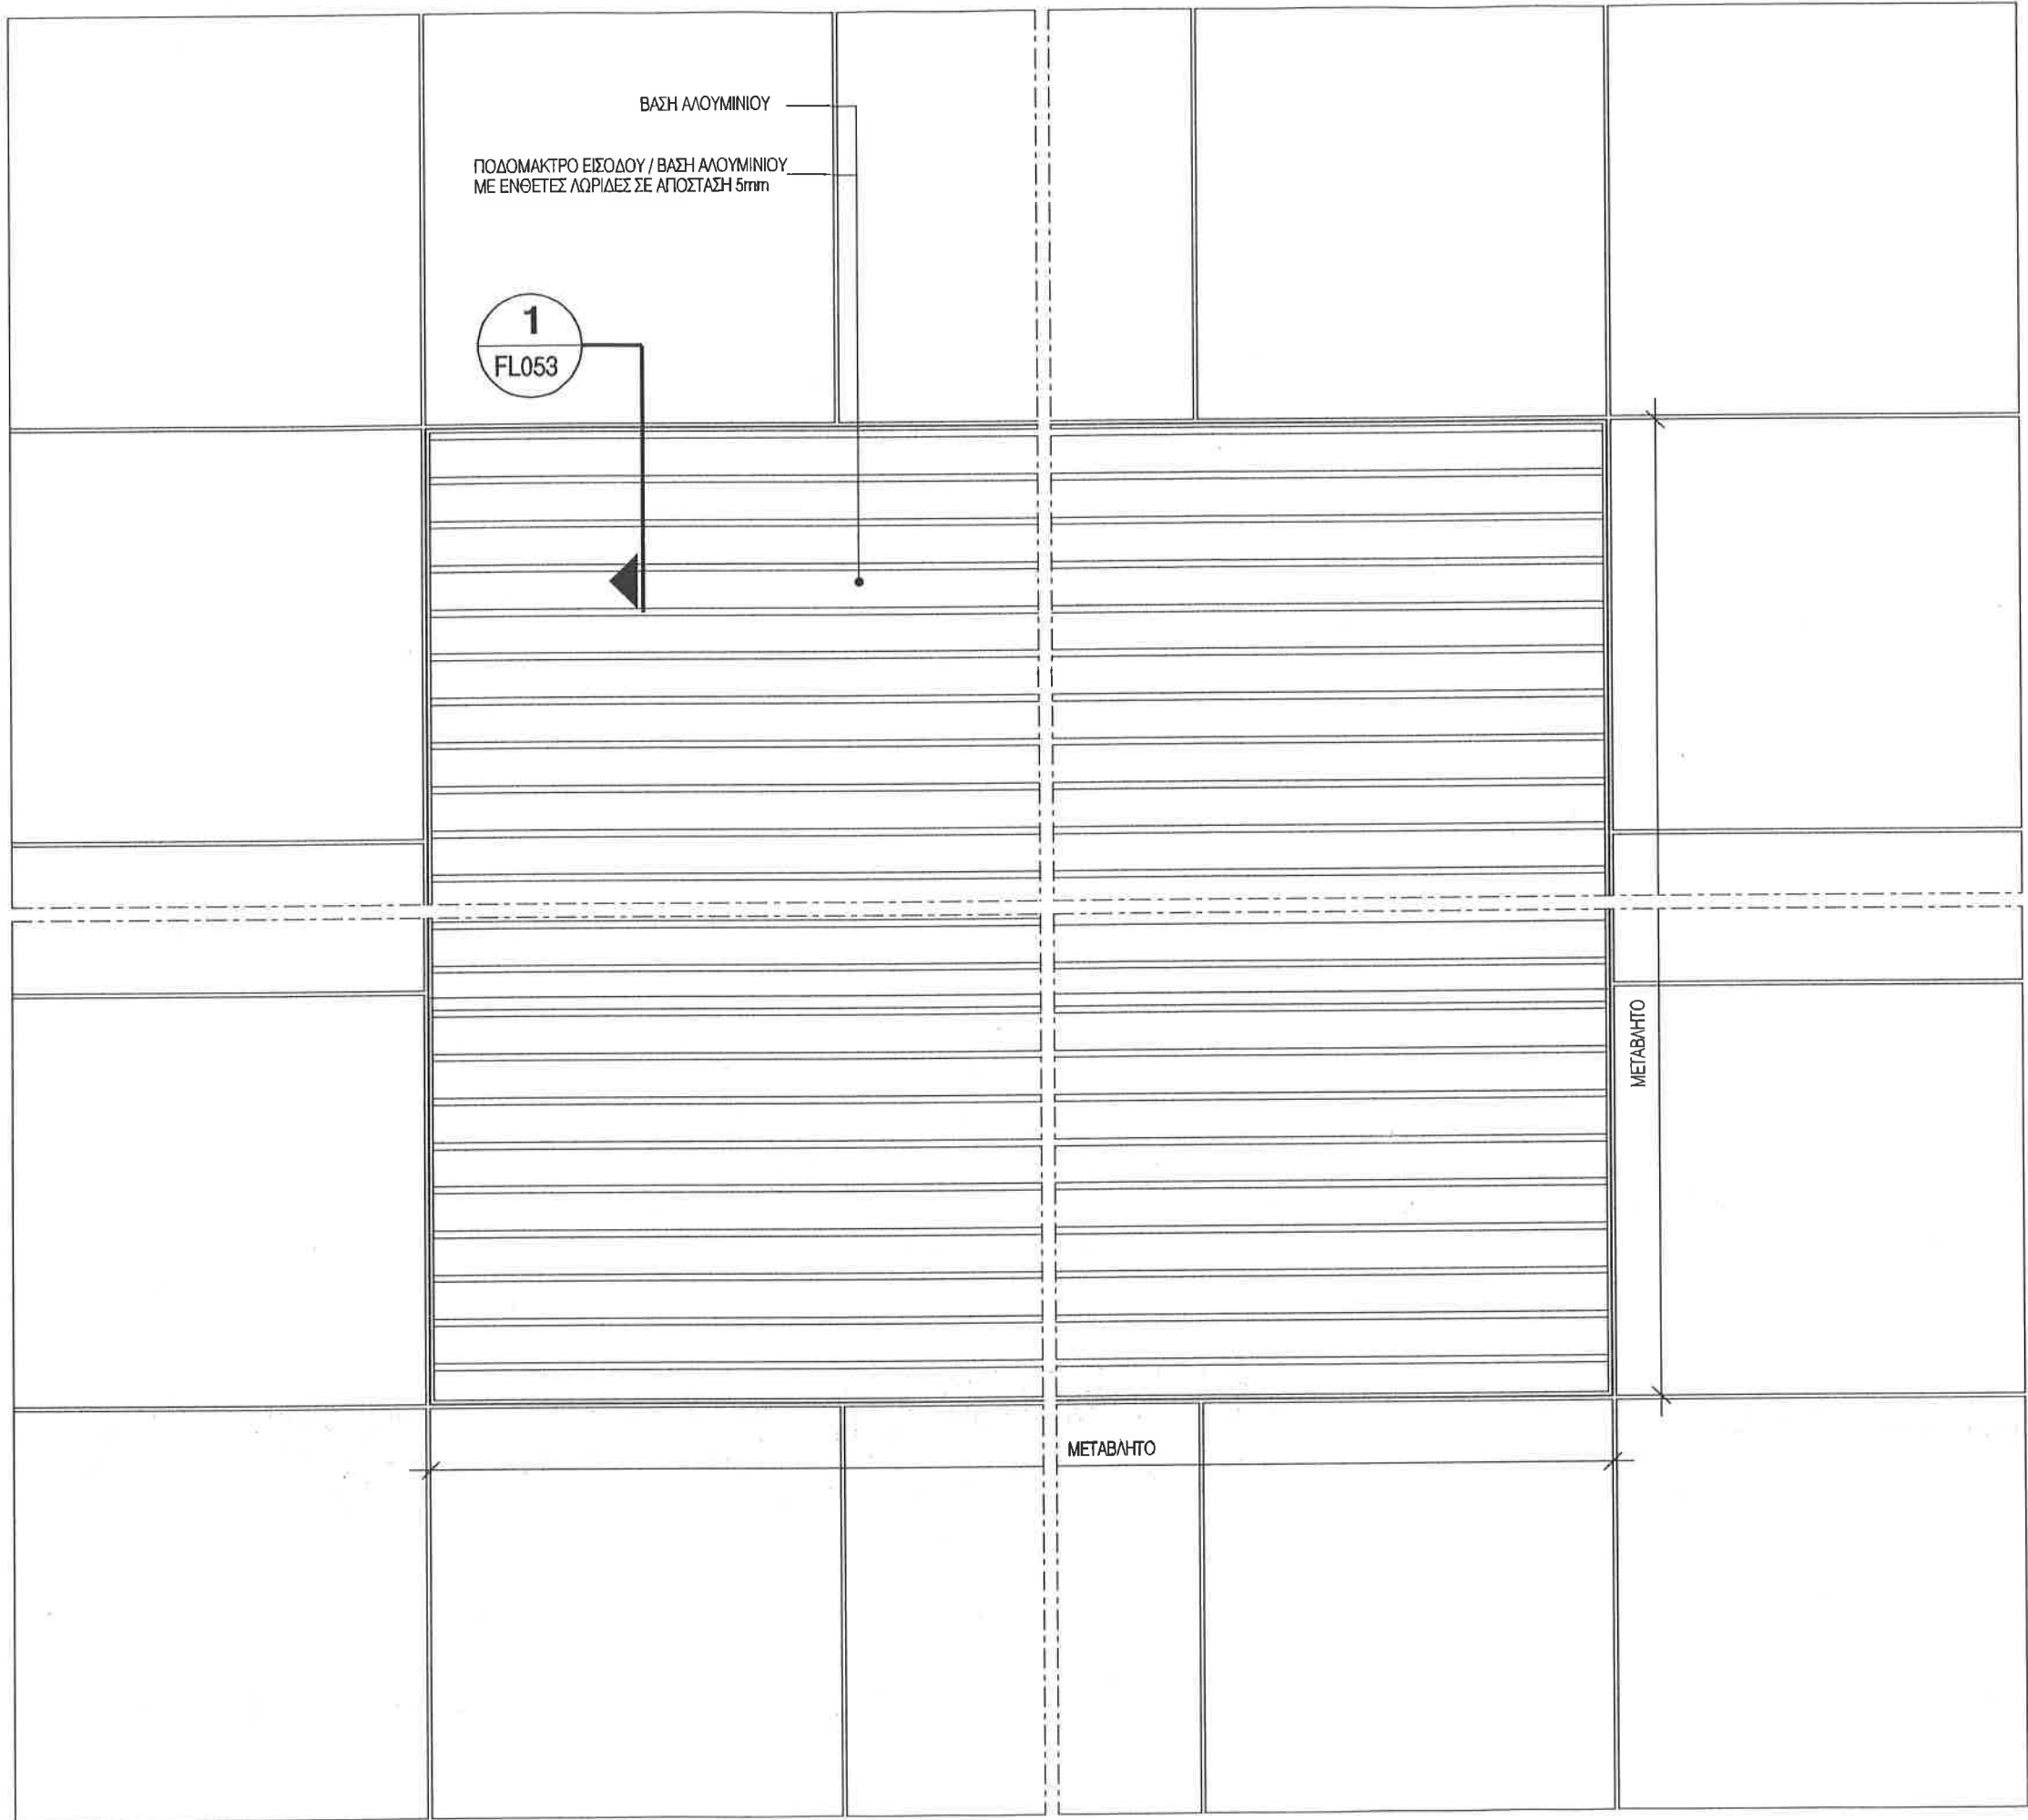 ΒΑΣΗ ΑΛΟΥΜΙΝΙΟΥ
ΠΟΔΟΜΑΚΤΡΟ ΕΙΣΟΔΟΥ / ΒΑΣΗ ΑΛΟΥΜΙΝΙΟΥ
ΜΕ ΕΝΘΕΤΕΣ ΛΩΡΙΔΕΣ ΣΕ ΑΠΟΣΤΑΣΗ 5mm
1
FL053
ΜΕΤΑΒΛΗΤΟ
ΜΕΤΑΒΛΗΤΟ